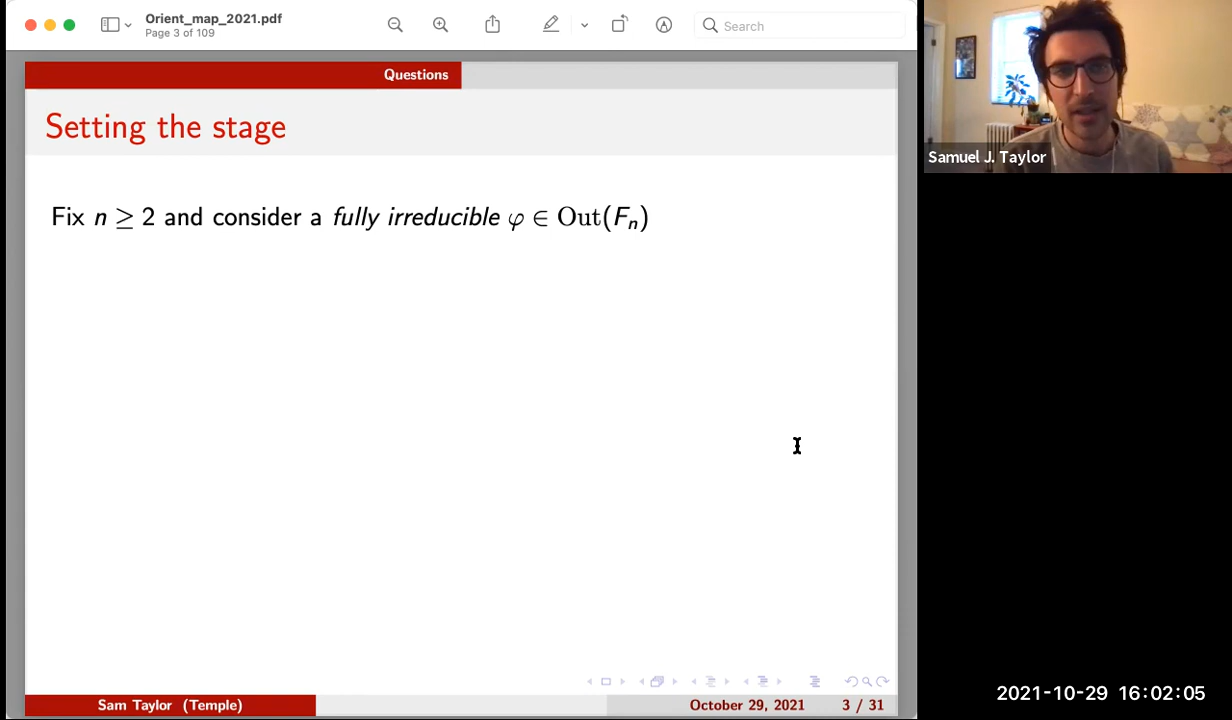 Orient_map_2021.pdf
Page 3 of 109
Search
Questions
Setting the stage
Fix n ≥ 2 and consider a fully irreducible φ ∈ Out(Fₙ)
Sam Taylor (Temple)
October 29, 2021
3 / 31
Samuel J. Taylor
2021-10-29 16:02:05